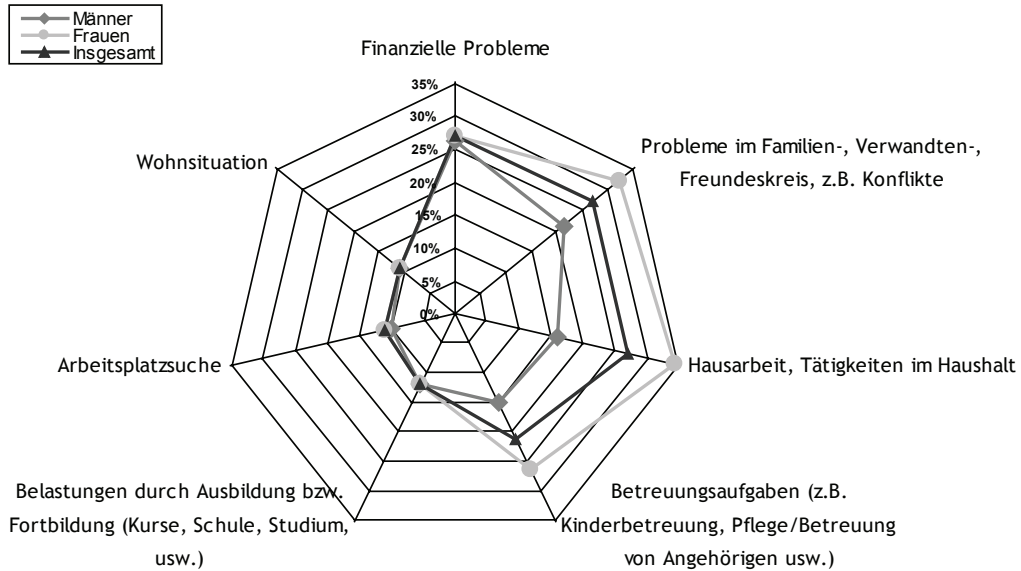 Männer
Frauen
Insgesamt
Finanzielle Probleme
35%
30%
25%
20%
15%
10%
5%
0%
Probleme im Familien-, Verwandten-,
Freundeskreis, z.B. Konflikte
Wohnsituation
Arbeitsplatzsuche
Hausarbeit, Tätigkeiten im Haushalt
Belastungen durch Ausbildung bzw.
Fortbildung (Kurse, Schule, Studium,
usw.)
Betreuungsaufgaben (z.B.
Kinderbetreuung, Pflege/Betreuung
von Angehörigen usw.)